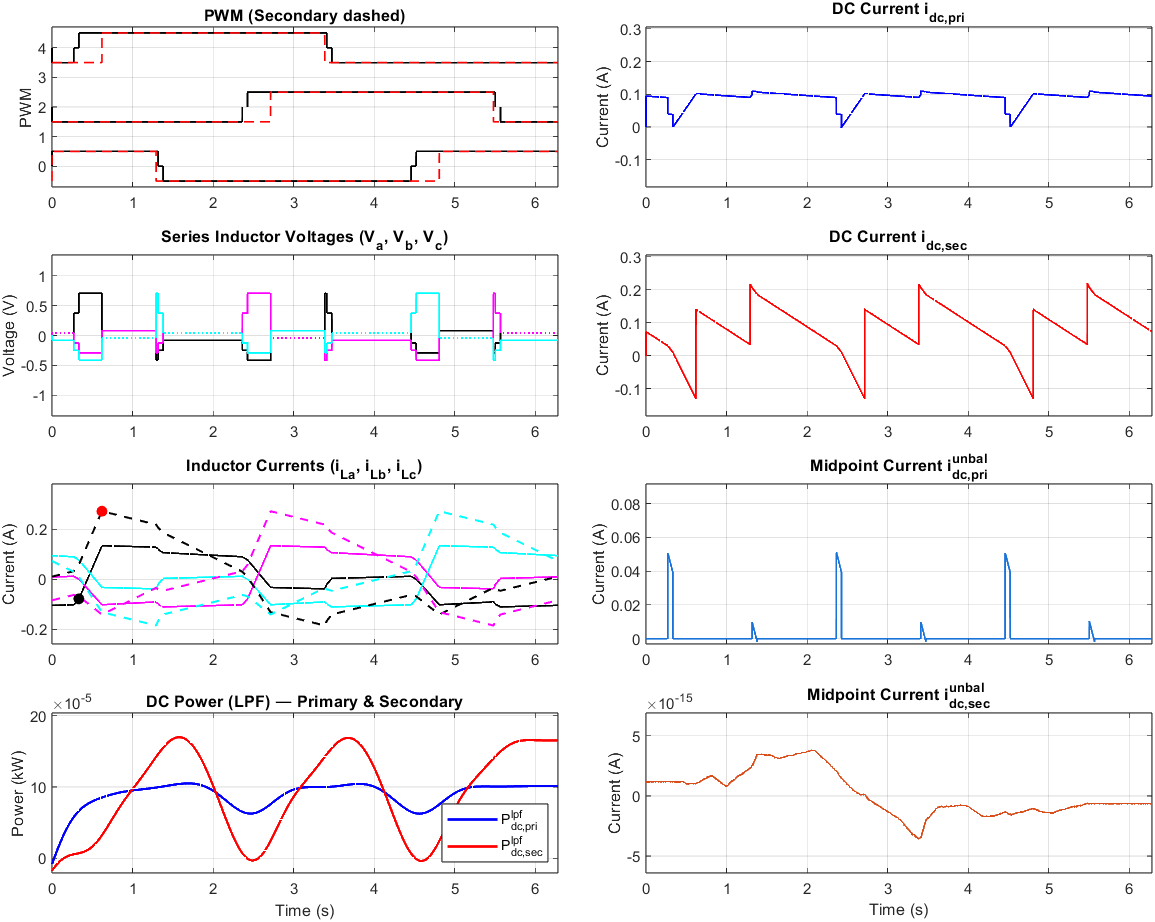 PWM (Secondary dashed)
PWM
4
3
2
1
0
0 1 2 3 4 5 6
DC Current i_dc,pri
Current (A)
0.3
0.2
0.1
0
-0.1
0 1 2 3 4 5 6
Series Inductor Voltages (V_a, V_b, V_c)
Voltage (V)
1
0.5
0
-0.5
-1
0 1 2 3 4 5 6
DC Current i_dc,sec
Current (A)
0.3
0.2
0.1
0
-0.1
0 1 2 3 4 5 6
Inductor Currents (i_La, i_Lb, i_Lc)
Current (A)
0.2
0
-0.2
0 1 2 3 4 5 6
Midpoint Current i^unbal_dc,pri
Current (A)
0.08
0.06
0.04
0.02
0
0 1 2 3 4 5 6
DC Power (LPF) — Primary & Secondary
×10^-5
Power (kW)
20
10
0
P^lpf_dc,pri
P^lpf_dc,sec
0 1 2 3 4 5 6
Time (s)
Midpoint Current i^unbal_dc,sec
×10^-15
Current (A)
5
0
-5
0 1 2 3 4 5 6
Time (s)